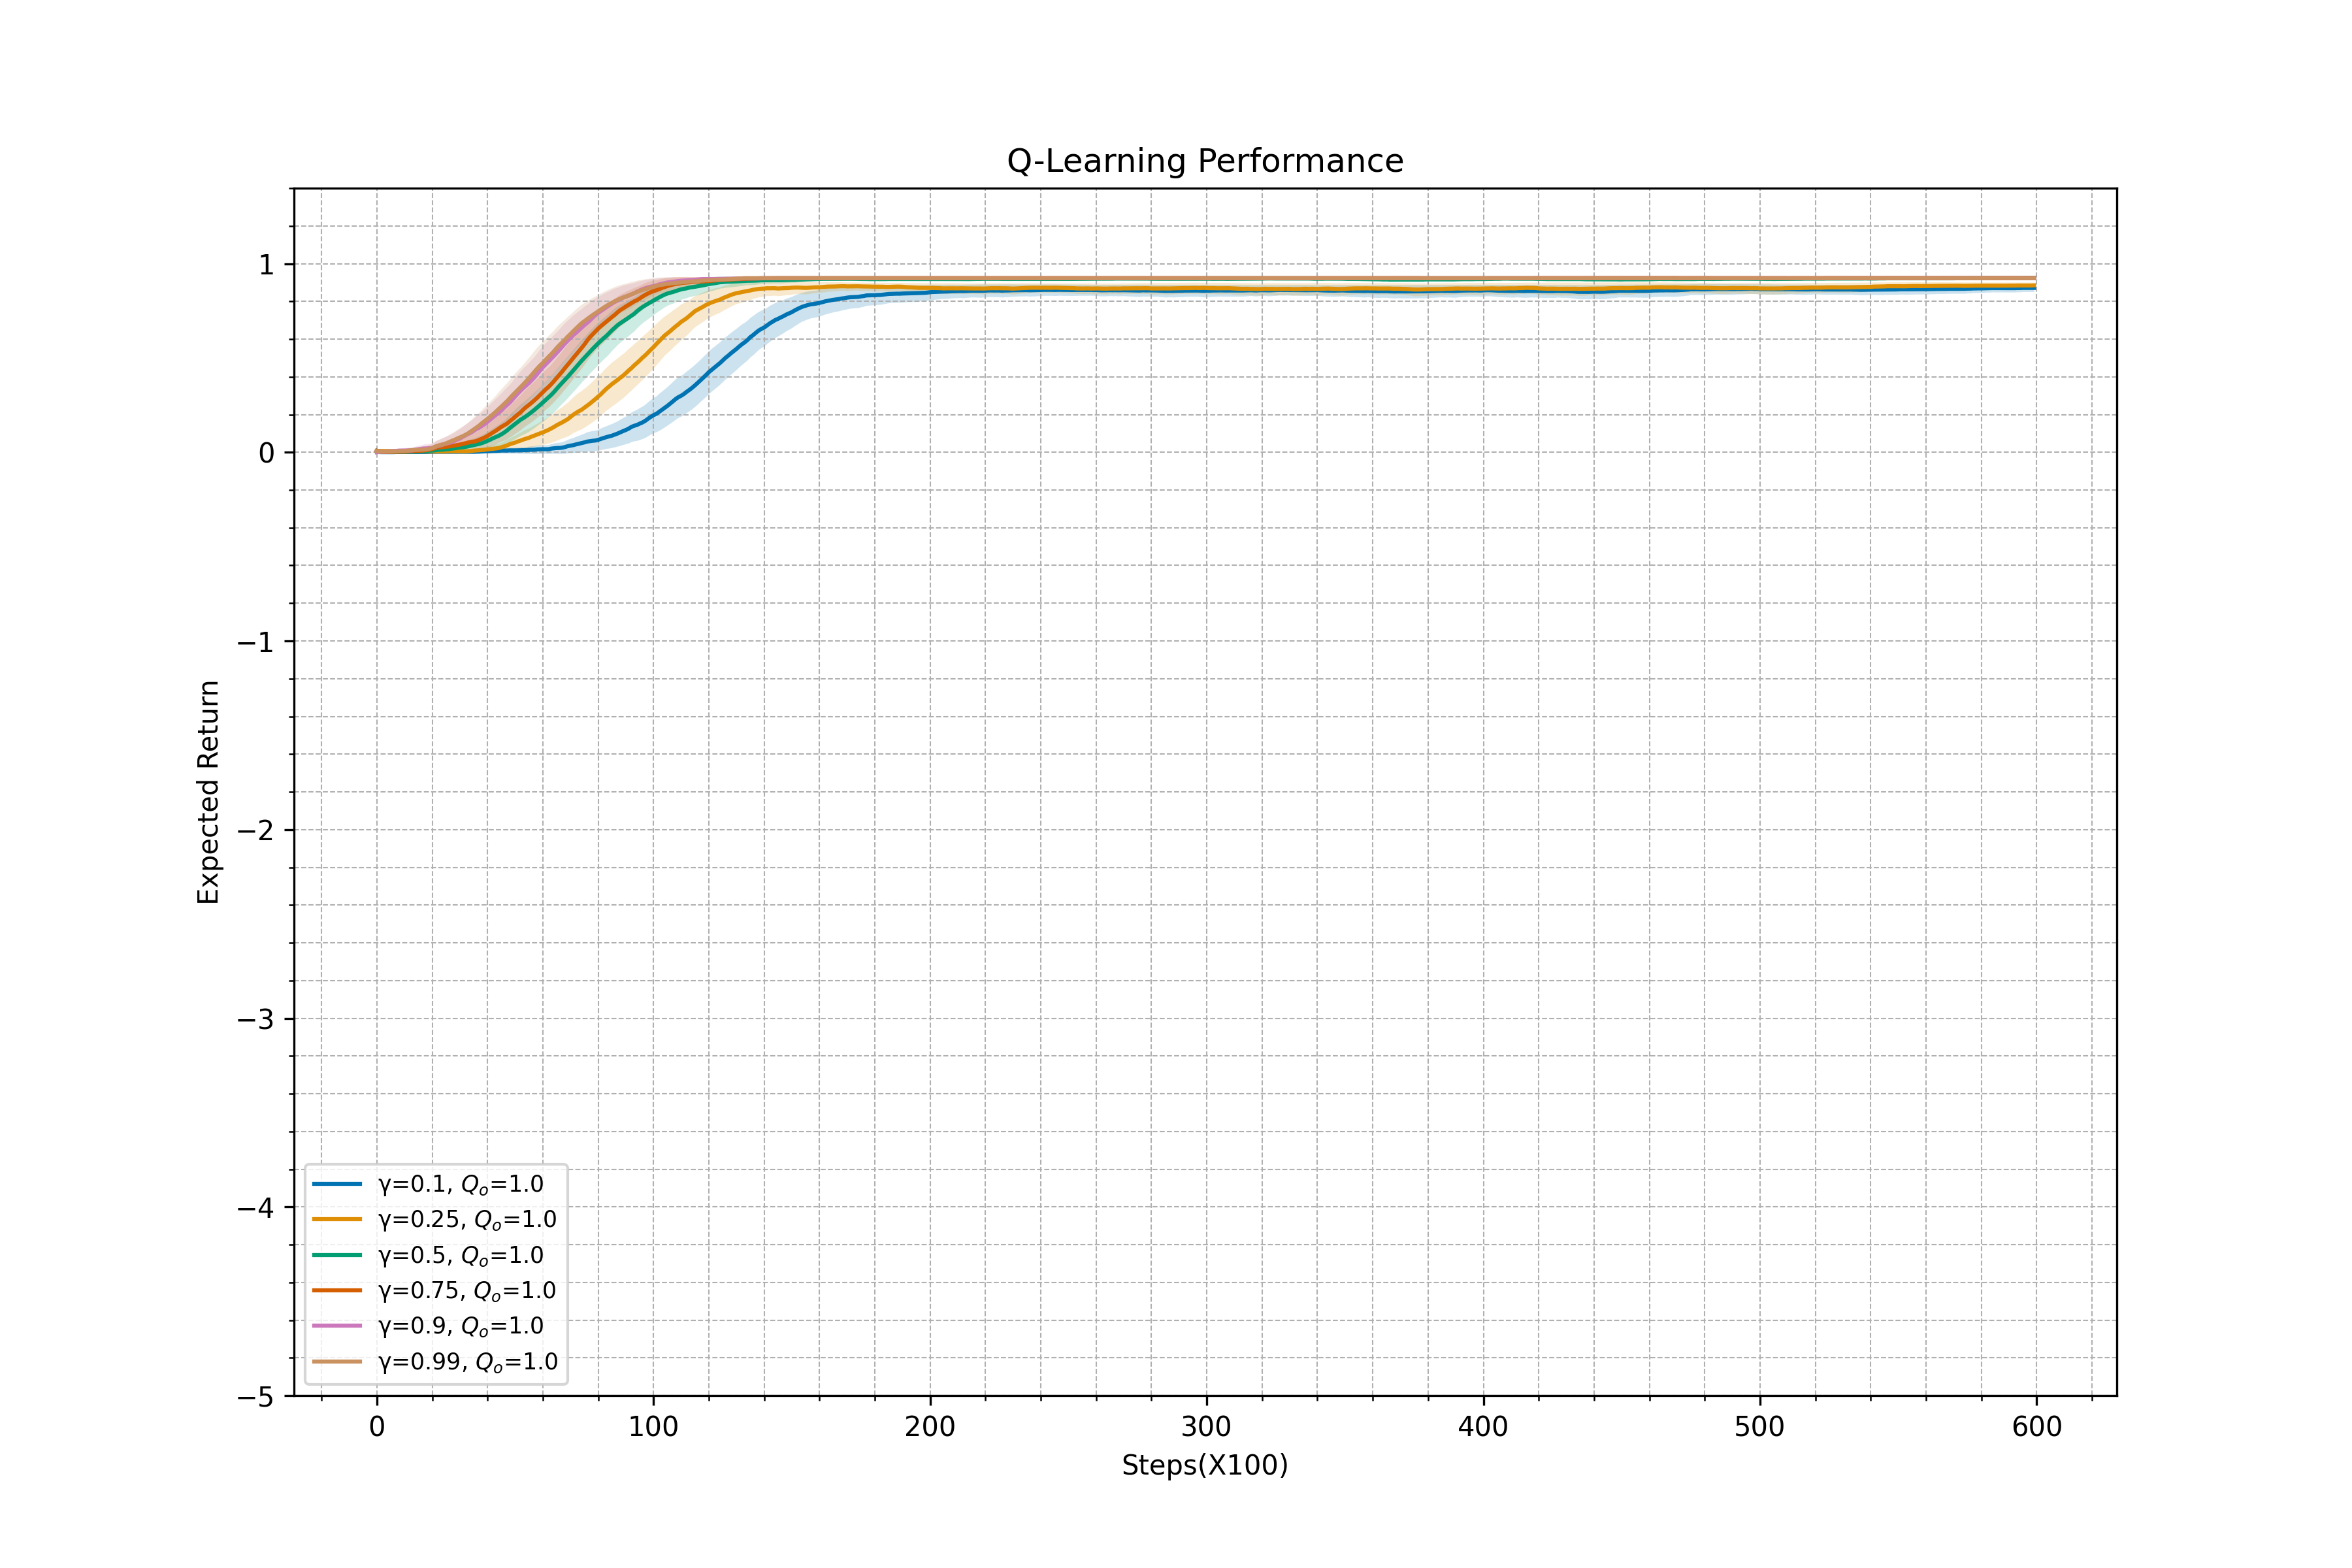 Q-Learning Performance
Expected Return
1
0
−1
−2
−3
−4
−5
γ=0.1, Qo=1.0
γ=0.25, Qo=1.0
γ=0.5, Qo=1.0
γ=0.75, Qo=1.0
γ=0.9, Qo=1.0
γ=0.99, Qo=1.0
0 100 200 300 400 500 600
Steps(X100)